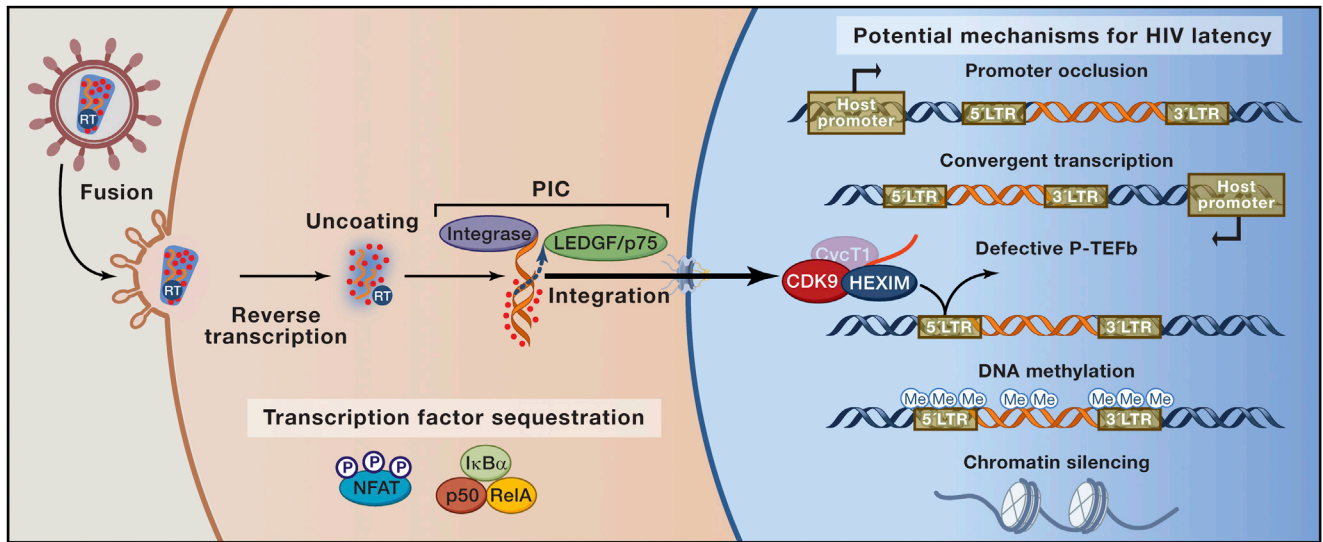 RT
Fusion
RT
Reverse
transcription
Uncoating
RT
PIC
Integrase
LEDGF/p75
Integration
Transcription factor sequestration
P P P
NFAT
IκBα
p50 RelA
Potential mechanisms for HIV latency
Promoter occlusion
Host
promoter
5´LTR 3´LTR
Convergent transcription
5´LTR 3´LTR
Host
promoter
CycT1
CDK9 HEXIM
Defective P-TEFb
5´LTR 3´LTR
DNA methylation
Me Me Me Me Me Me Me Me
5´LTR 3´LTR
Chromatin silencing